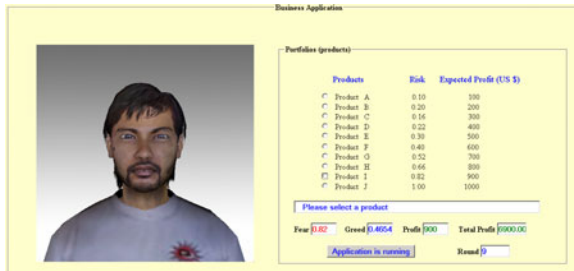 Business Application
Portfolios (products)
Products Risk Expected Profit (US $)
Product A 0.10 100
Product B 0.20 200
Product C 0.16 300
Product D 0.22 400
Product E 0.30 500
Product F 0.40 600
Product G 0.52 700
Product H 0.66 800
Product I 0.82 900
Product J 1.00 1000
Please select a product
Fear 0.82 Greed 0.4654 Profit 900 Total Profit 6900.00
Application is running Round 9